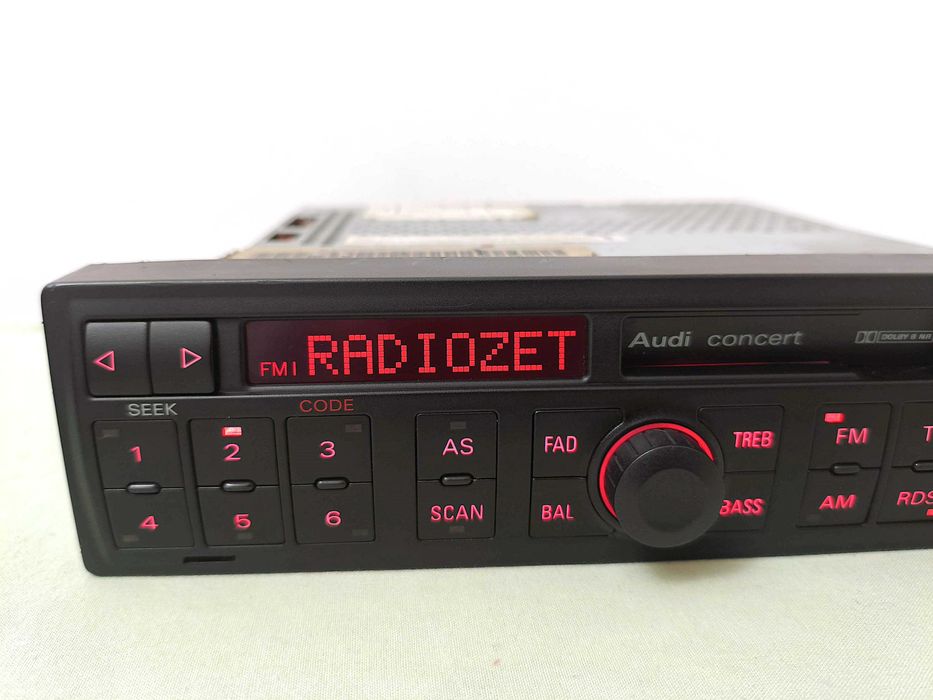 FM1 RADIOZET
Audi concert
DOLBY B NR
SEEK
CODE
1 2 3
4 5 6
AS
SCAN
FAD
BAL
TREB
BASS
FM
AM
T
RDS